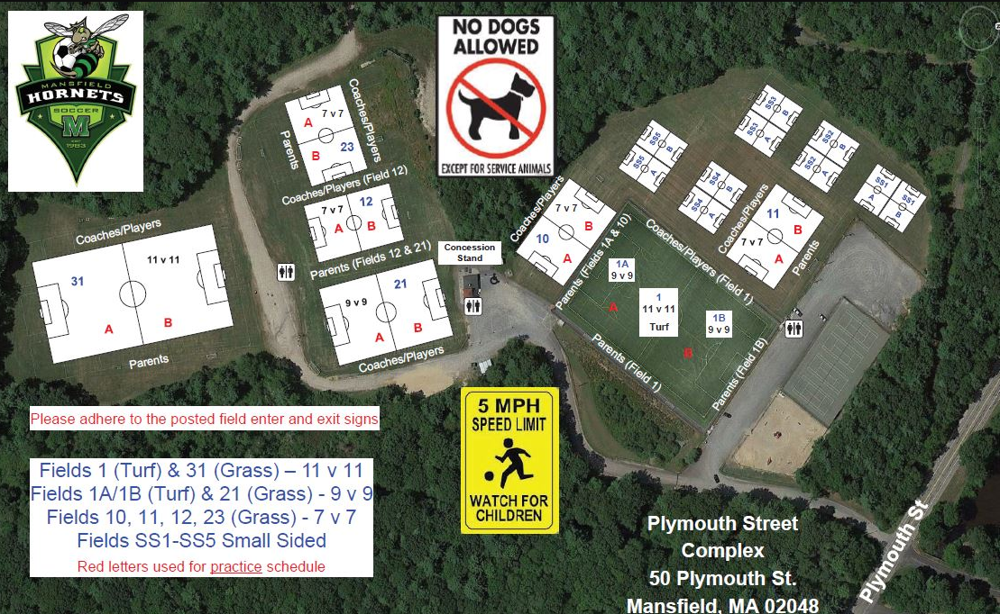 MANSFIELD
HORNETS
SOCCER
M
EST
1983
NO DOGS
ALLOWED
EXCEPT FOR SERVICE ANIMALS
Coaches/Players
31
11 v 11
A
B
Parents
Parents
7 v 7
A
B
23
Coaches/Players
Coaches/Players (Field 12)
7 v 7
12
A
B
Parents (Fields 12 & 21)
21
9 v 9
A
B
Coaches/Players
Concession
Stand
Coaches/Players
7 v 7
10
B
A
Parents (Fields 1A & 10)
Coaches/Players (Field 1)
1A
9 v 9
A
1
11 v 11
Turf
1B
9 v 9
B
Parents (Field 1)
Parents (Field 1B)
SS5
B
SS5
A
SS3
B
SS3
A
SS2
B
SS2
A
SS4
B
SS4
A
SS1
A
SS1
B
Coaches/Players
11
B
7 v 7
A
Parents
Please adhere to the posted field enter and exit signs
Fields 1 (Turf) & 31 (Grass) – 11 v 11
Fields 1A/1B (Turf) & 21 (Grass) - 9 v 9
Fields 10, 11, 12, 23 (Grass) - 7 v 7
Fields SS1-SS5 Small Sided
Red letters used for practice schedule
5 MPH
SPEED LIMIT
WATCH FOR
CHILDREN
Plymouth Street
Complex
50 Plymouth St.
Mansfield, MA 02048
Plymouth St